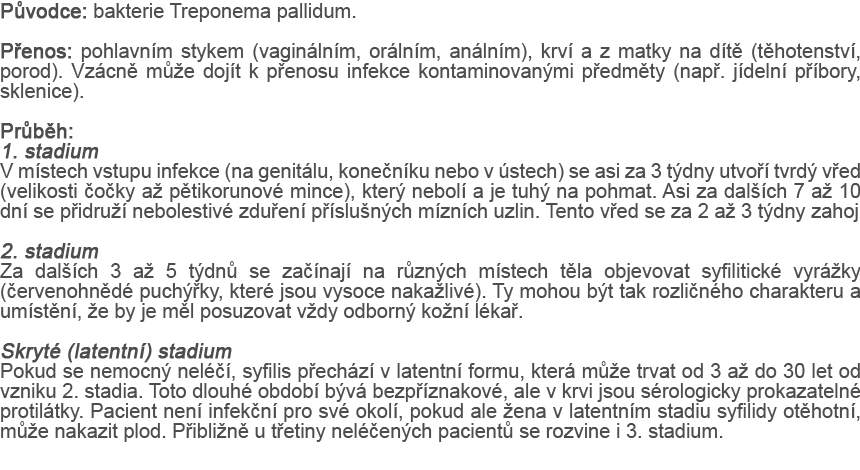 Původce: bakterie Treponema pallidum.
Přenos: pohlavním stykem (vaginálním, orálním, análním), krví a z matky na dítě (těhotenství,
porod). Vzácně může dojít k přenosu infekce kontaminovanými předměty (např. jídelní příbory,
sklenice).
Průběh:
1. stadium
V místech vstupu infekce (na genitálu, konečníku nebo v ústech) se asi za 3 týdny utvoří tvrdý vřed
(velikosti čočky až pětikorunové mince), který nebolí a je tuhý na pohmat. Asi za dalších 7 až 10
dní se přidruží nebolestivé zduření příslušných mízních uzlin. Tento vřed se za 2 až 3 týdny zahoj
2. stadium
Za dalších 3 až 5 týdnů se začínají na různých místech těla objevovat syfilitické vyrážky
(červenohnědé puchýřky, které jsou vysoce nakažlivé). Ty mohou být tak rozličného charakteru a
umístění, že by je měl posuzovat vždy odborný kožní lékař.
Skryté (latentní) stadium
Pokud se nemocný neléčí, syfilis přechází v latentní formu, která může trvat od 3 až do 30 let od
vzniku 2. stadia. Toto dlouhé období bývá bezpříznakové, ale v krvi jsou sérologicky prokazatelné
protilátky. Pacient není infekční pro své okolí, pokud ale žena v latentním stadiu syfilidy otěhotní,
může nakazit plod. Přibližně u třetiny neléčených pacientů se rozvine i 3. stadium.